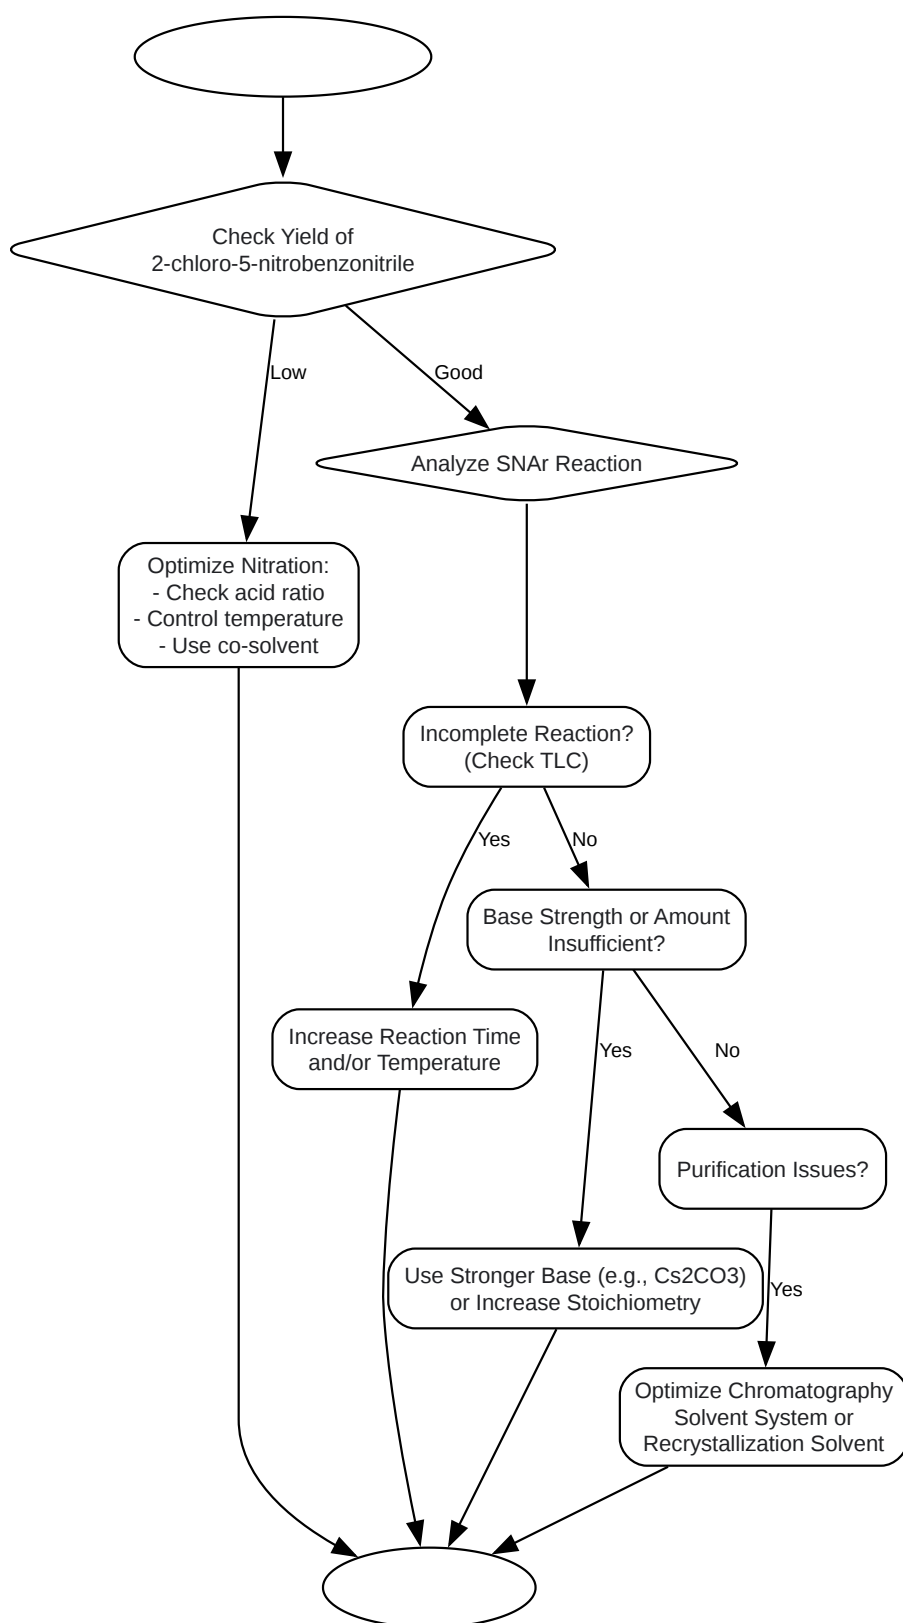 Check Yield of
2-chloro-5-nitrobenzonitrile
Low
Good
Analyze SNAr Reaction
Optimize Nitration:
- Check acid ratio
- Control temperature
- Use co-solvent
Incomplete Reaction?
(Check TLC)
Yes
No
Base Strength or Amount
Insufficient?
Increase Reaction Time
and/or Temperature
Yes
No
Purification Issues?
Use Stronger Base (e.g., Cs2CO3)
or Increase Stoichiometry
Yes
Optimize Chromatography
Solvent System or
Recrystallization Solvent